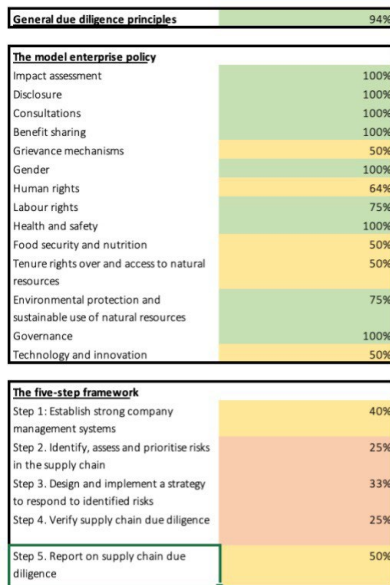 General due diligence principles 94%
The model enterprise policy
Impact assessment 100%
Disclosure 100%
Consultations 100%
Benefit sharing 100%
Grievance mechanisms 50%
Gender 100%
Human rights 64%
Labour rights 75%
Health and safety 100%
Food security and nutrition 50%
Tenure rights over and access to natural 50%
resources
Environmental protection and 75%
sustainable use of natural resources
Governance 100%
Technology and innovation 50%
The five-step framework
Step 1: Establish strong company 40%
management systems
Step 2. Identify, assess and prioritise risks 25%
in the supply chain
Step 3. Design and implement a strategy 33%
to respond to identified risks
Step 4. Verify supply chain due diligence 25%
Step 5. Report on supply chain due 50%
diligence